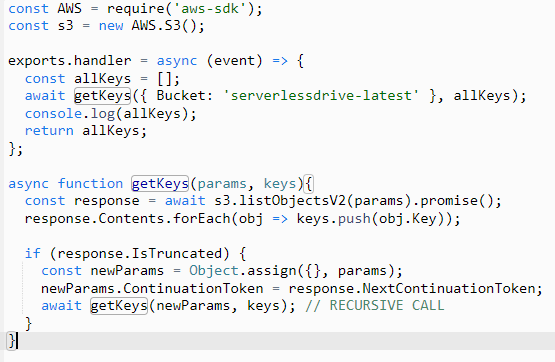 const AWS = require('aws-sdk');
const s3 = new AWS.S3();
exports.handler = async (event) => {
const allKeys = [];
await getKeys({ Bucket: 'serverlessdrive-latest' }, allKeys);
console.log(allKeys);
return allKeys;
};
async function getKeys(params, keys){
const response = await s3.listObjectsV2(params).promise();
response.Contents.forEach(obj => keys.push(obj.Key));
if (response.IsTruncated) {
const newParams = Object.assign({}, params);
newParams.ContinuationToken = response.NextContinuationToken;
await getKeys(newParams, keys); // RECURSIVE CALL
}
}